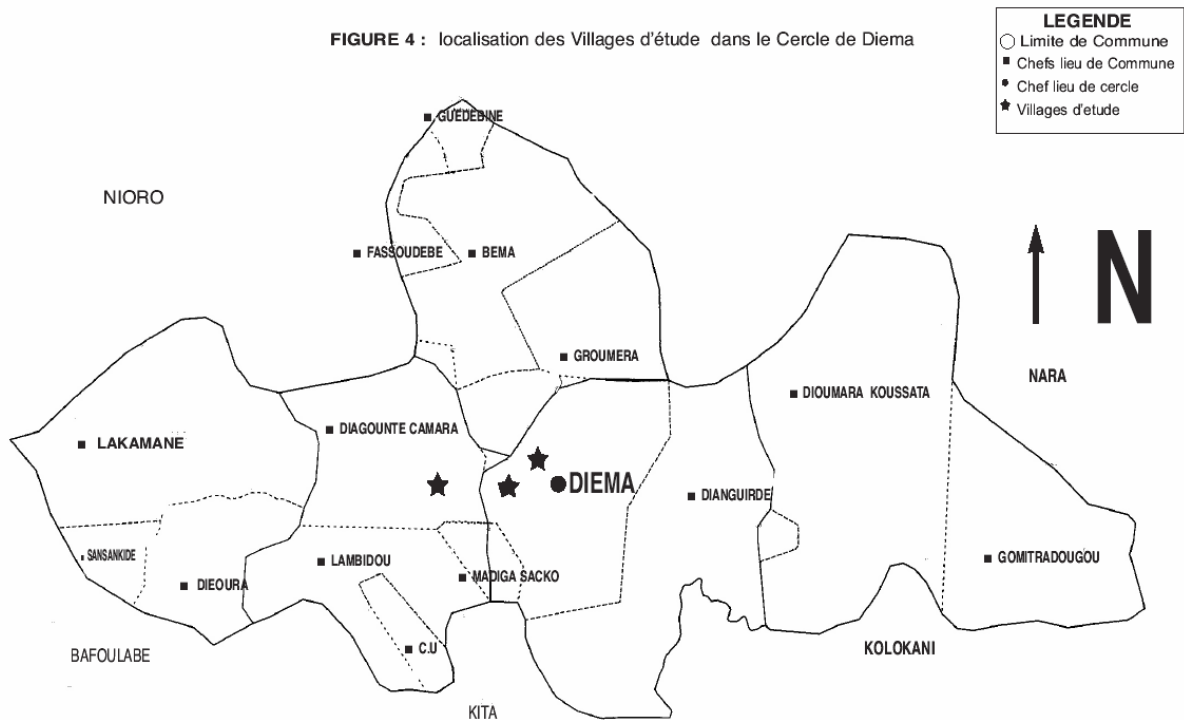 FIGURE 4 : localisation des Villages d'étude dans le Cercle de Diema
LEGENDE
Limite de Commune
Chefs lieu de Commune
Chef lieu de cercle
Villages d'etude
GUEDEBINE
NIORO
FASSOUDEBE
BEMA
N
GROUMERA
NARA
DIOUMARA KOUSSATA
DIAGOUNTE CAMARA
LAKAMANE
DIEMA
DIANGUIRDE
SANSANKIDE
LAMBIDOU
GOMITRADOUGOU
DIEOURA
MADIGA SACKO
C.U
KOLOKANI
BAFOULABE
KITA